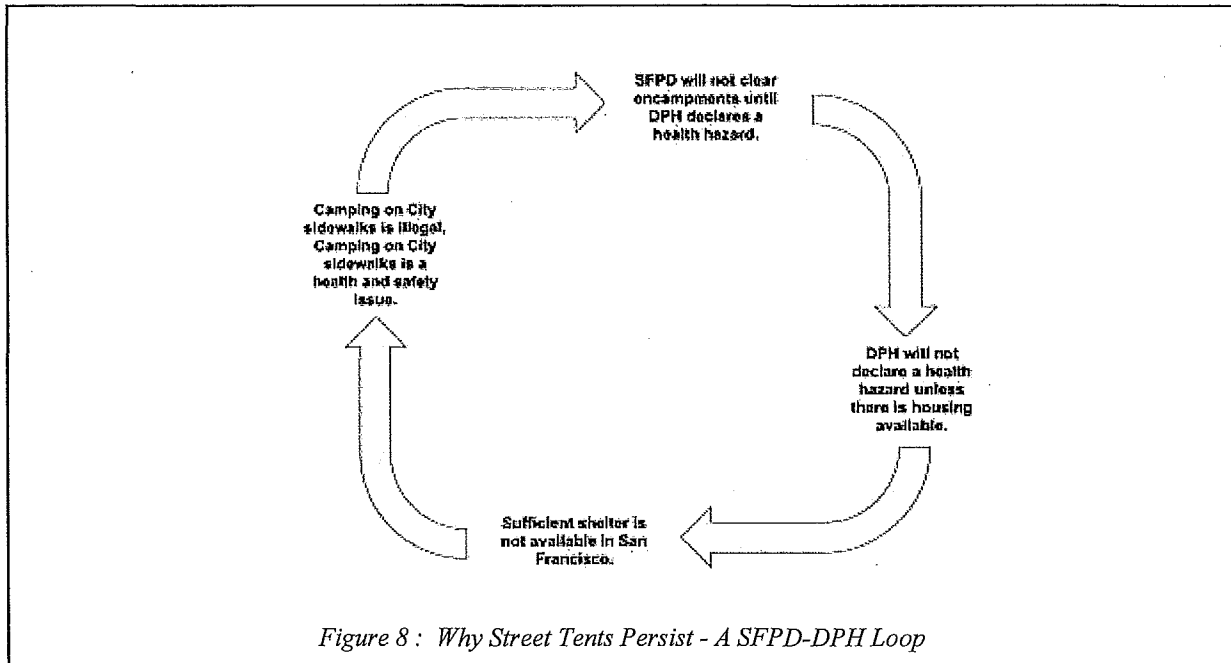 SFPD will not clear
encampments until
DPH declares a
health hazard.
Camping on City
sidewalks is illegal.
Camping on City
sidewalks is a
health and safety
issue.
DPH will not
declare a health
hazard unless
there is housing
available.
Sufficient shelter is
not available in San
Francisco.
Figure 8 : Why Street Tents Persist - A SFPD-DPH Loop